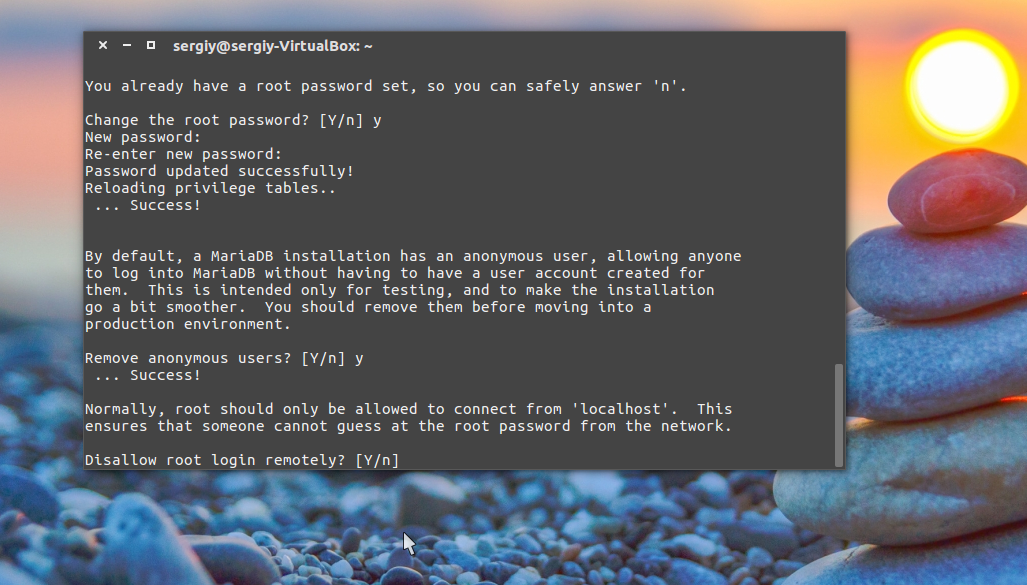 sergiy@sergiy-VirtualBox: ~
You already have a root password set, so you can safely answer 'n'.
Change the root password? [Y/n] y
New password:
Re-enter new password:
Password updated successfully!
Reloading privilege tables..
 ... Success!
By default, a MariaDB installation has an anonymous user, allowing anyone
to log into MariaDB without having to have a user account created for
them.  This is intended only for testing, and to make the installation
go a bit smoother.  You should remove them before moving into a
production environment.
Remove anonymous users? [Y/n] y
 ... Success!
Normally, root should only be allowed to connect from 'localhost'.  This
ensures that someone cannot guess at the root password from the network.
Disallow root login remotely? [Y/n]